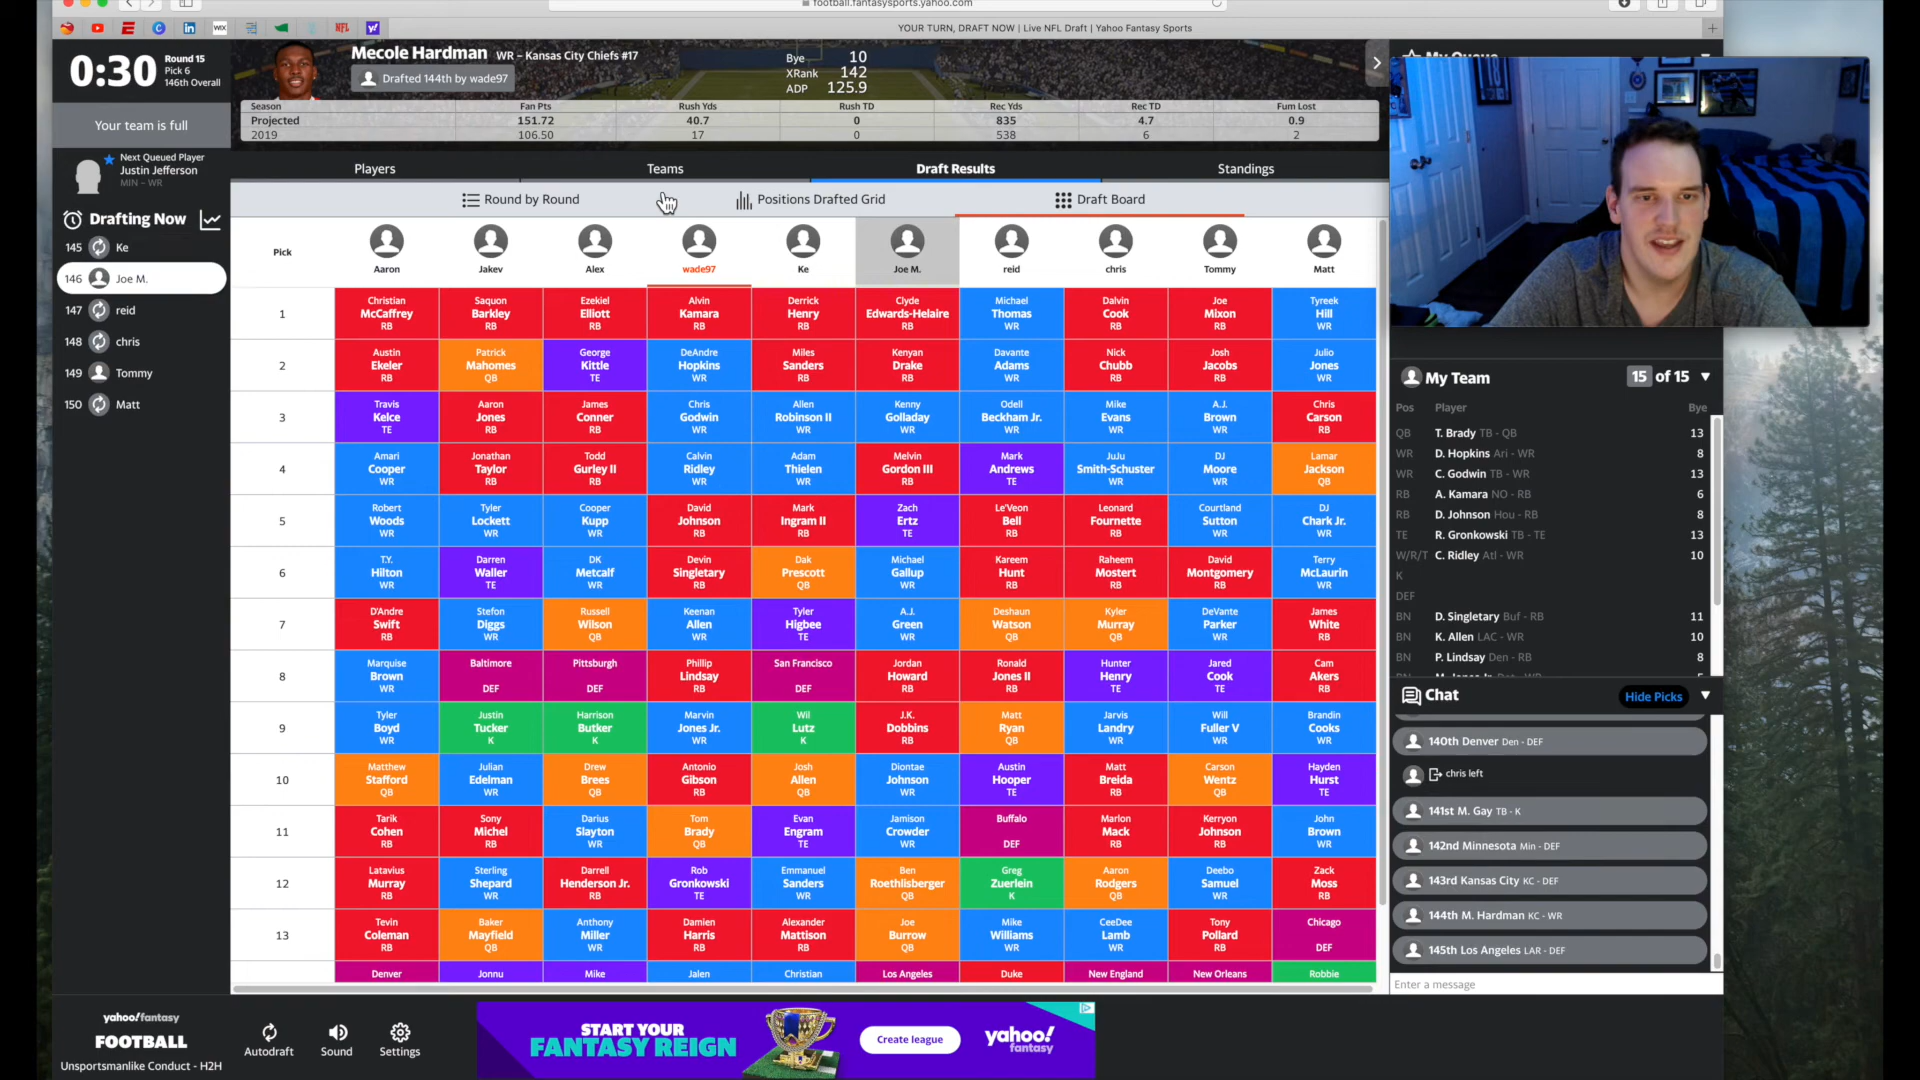 football.fantasysports.yahoo.com
YOUR TURN, DRAFT NOW | Live NFL Draft | Yahoo Fantasy Sports
WIX
NFL
0:30
Round 15
Pick 6
146th Overall
Your team is full
Next Queued Player
Justin Jefferson
MIN – WR
Drafting Now
145 Ke
146 Joe M.
147 reid
148 chris
149 Tommy
150 Matt
Mecole Hardman WR – Kansas City Chiefs #17
Drafted 144th by wade97
Bye 10
XRank 142
ADP 125.9
Season Fan Pts Rush Yds Rush TD Rec Yds Rec TD Fum Lost
Projected 151.72 40.7 0 835 4.7 0.9
2019 106.50 17 0 538 6 2
Players Teams Draft Results Standings
Round by Round Positions Drafted Grid Draft Board
Pick Aaron Jakev Alex wade97 Ke Joe M. reid chris Tommy Matt
Christian Saquon Ezekiel Alvin Derrick Clyde Michael Dalvin Joe Tyreek
1 McCaffrey Barkley Elliott Kamara Henry Edwards-Helaire Thomas Cook Mixon Hill
RB RB RB RB RB RB WR RB RB WR
Austin Patrick George DeAndre Miles Kenyan Davante Nick Josh Julio
2 Ekeler Mahomes Kittle Hopkins Sanders Drake Adams Chubb Jacobs Jones
RB QB TE WR RB RB WR RB RB WR
Travis Aaron James Chris Allen Kenny Odell Mike A.J. Chris
3 Kelce Jones Conner Godwin Robinson II Golladay Beckham Jr. Evans Brown Carson
TE RB RB WR WR WR WR WR WR RB
Amari Jonathan Todd Calvin Adam Melvin Mark JuJu DJ Lamar
4 Cooper Taylor Gurley II Ridley Thielen Gordon III Andrews Smith-Schuster Moore Jackson
WR RB RB WR WR RB TE WR WR QB
Robert Tyler Cooper David Mark Zach Le'Veon Leonard Courtland DJ
5 Woods Lockett Kupp Johnson Ingram II Ertz Bell Fournette Sutton Chark Jr.
WR WR WR RB RB TE RB RB WR WR
T.Y. Darren DK Devin Dak Michael Kareem Raheem David Terry
6 Hilton Waller Metcalf Singletary Prescott Gallup Hunt Mostert Montgomery McLaurin
WR TE WR RB QB WR RB RB RB WR
D'Andre Stefon Russell Keenan Tyler A.J. Deshaun Kyler DeVante James
7 Swift Diggs Wilson Allen Higbee Green Watson Murray Parker White
RB WR QB WR TE WR QB QB WR RB
Marquise Baltimore Pittsburgh Phillip San Francisco Jordan Ronald Hunter Jared Cam
8 Brown Lindsay Howard Jones II Henry Cook Akers
WR DEF DEF RB DEF RB RB TE TE RB
Tyler Justin Harrison Marvin Wil J.K. Matt Jarvis Will Brandin
9 Boyd Tucker Butker Jones Jr. Lutz Dobbins Ryan Landry Fuller V Cooks
WR K K WR K RB QB WR WR WR
Matthew Julian Drew Antonio Josh Diontae Austin Matt Carson Hayden
10 Stafford Edelman Brees Gibson Allen Johnson Hooper Breida Wentz Hurst
QB WR QB RB QB WR TE RB QB TE
Tarik Sony Darius Tom Evan Jamison Buffalo Marlon Kerryon John
11 Cohen Michel Slayton Brady Engram Crowder Mack Johnson Brown
RB RB WR QB TE WR DEF RB RB WR
Latavius Sterling Darrell Rob Emmanuel Ben Greg Aaron Deebo Zack
12 Murray Shepard Henderson Jr. Gronkowski Sanders Roethlisberger Zuerlein Rodgers Samuel Moss
RB WR RB TE WR QB K QB WR RB
Tevin Baker Anthony Damien Alexander Joe Mike CeeDee Tony Chicago
13 Coleman Mayfield Miller Harris Mattison Burrow Williams Lamb Pollard
RB QB WR RB RB QB WR WR RB DEF
Denver Jonnu Mike Jalen Christian Los Angeles Duke New England New Orleans Robbie
My Team 15 of 15
Pos Player Bye
QB T. Brady TB - QB 13
WR D. Hopkins Ari - WR 8
WR C. Godwin TB - WR 13
RB A. Kamara NO - RB 6
RB D. Johnson Hou - RB 8
TE R. Gronkowski TB - TE 13
W/R/T C. Ridley Atl - WR 10
K
DEF
BN D. Singletary Buf - RB 11
BN K. Allen LAC - WR 10
BN P. Lindsay Den - RB 8
Chat Hide Picks
140th Denver Den - DEF
chris left
141st M. Gay TB - K
142nd Minnesota Min - DEF
143rd Kansas City KC - DEF
144th M. Hardman KC - WR
145th Los Angeles LAR - DEF
Enter a message
yahoo!fantasy
FOOTBALL
Unsportsmanlike Conduct - H2H
Autodraft Sound Settings
START YOUR
FANTASY REIGN
Create league
yahoo!
fantasy